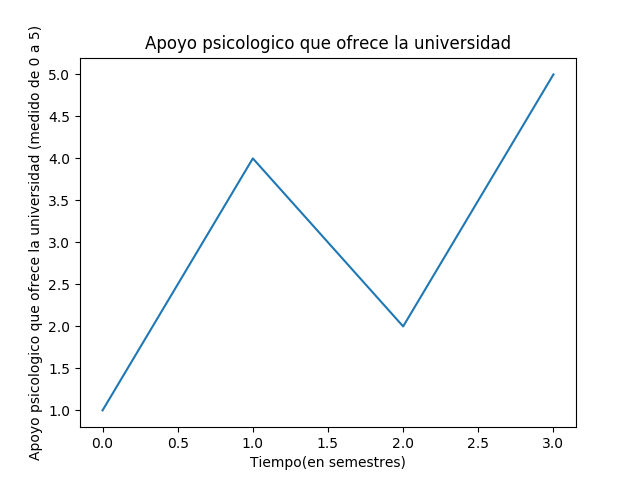 Apoyo psicologico que ofrece la universidad
Apoyo psicologico que ofrece la universidad (medido de 0 a 5)
5.0
4.5
4.0
3.5
3.0
2.5
2.0
1.5
1.0
0.0 0.5 1.0 1.5 2.0 2.5 3.0
Tiempo(en semestres)